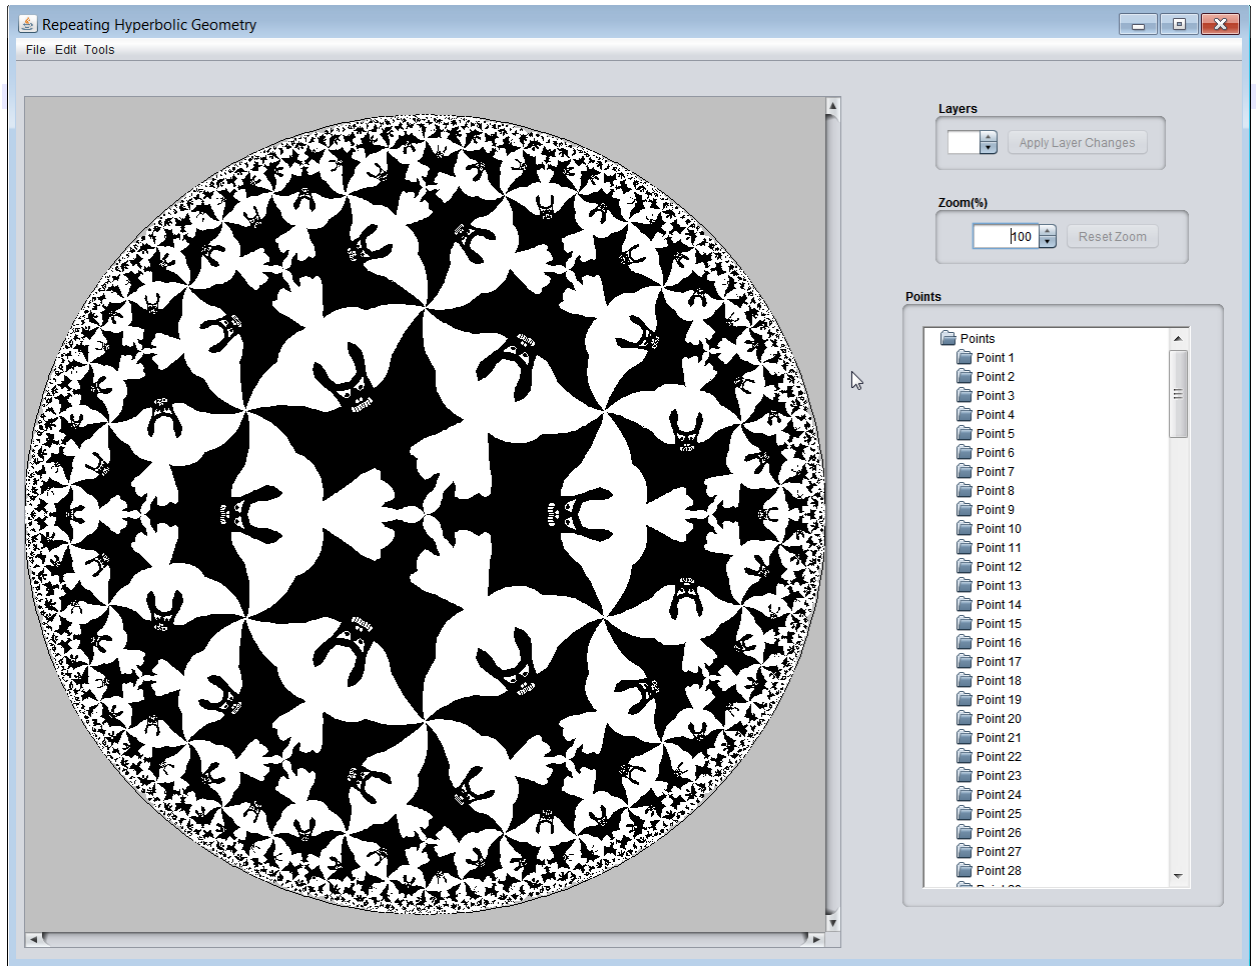 Repeating Hyperbolic Geometry
File Edit Tools
Layers
Apply Layer Changes
Zoom(%)
100 Reset Zoom
Points
Points
Point 1
Point 2
Point 3
Point 4
Point 5
Point 6
Point 7
Point 8
Point 9
Point 10
Point 11
Point 12
Point 13
Point 14
Point 15
Point 16
Point 17
Point 18
Point 19
Point 20
Point 21
Point 22
Point 23
Point 24
Point 25
Point 26
Point 27
Point 28